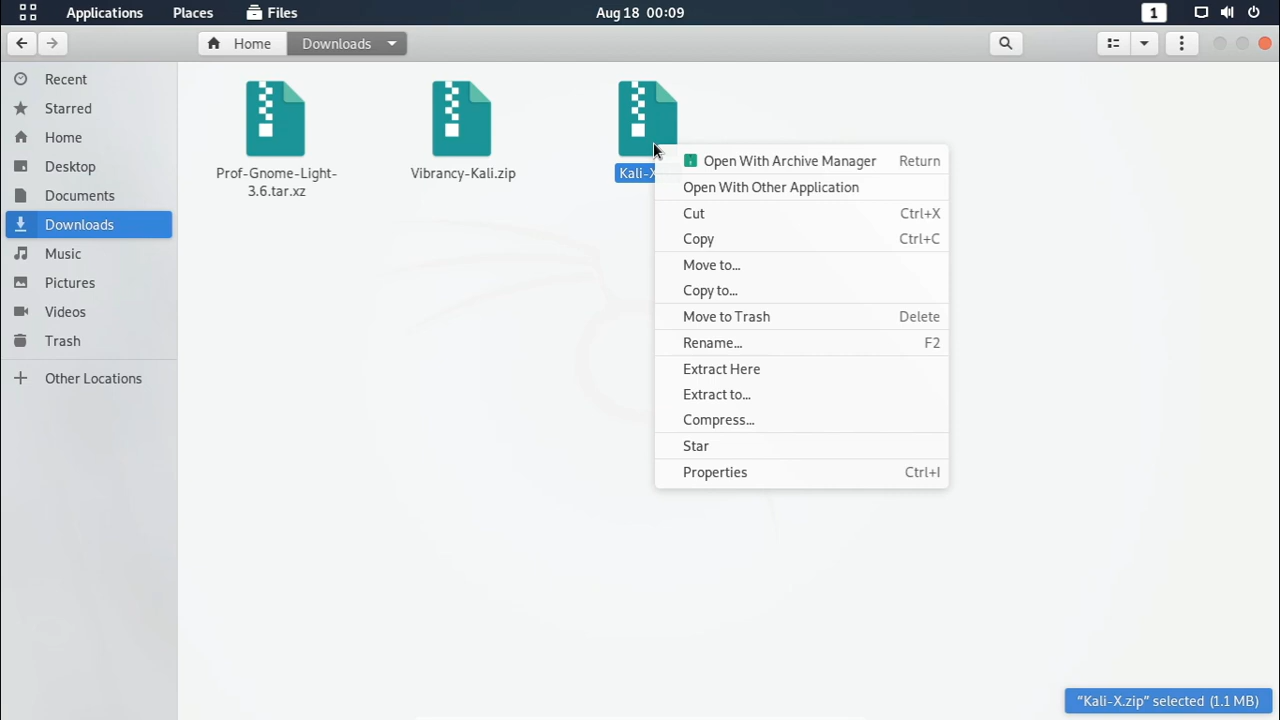 Applications Places Files Aug 18 00:09 1
Home Downloads
Recent
Starred
Home
Desktop
Documents
Downloads
Music
Pictures
Videos
Trash
Other Locations
Prof-Gnome-Light-
3.6.tar.xz
Vibrancy-Kali.zip
Kali-X
Open With Archive Manager Return
Open With Other Application
Cut Ctrl+X
Copy Ctrl+C
Move to...
Copy to...
Move to Trash Delete
Rename... F2
Extract Here
Extract to...
Compress...
Star
Properties Ctrl+I
"Kali-X.zip" selected (1.1 MB)